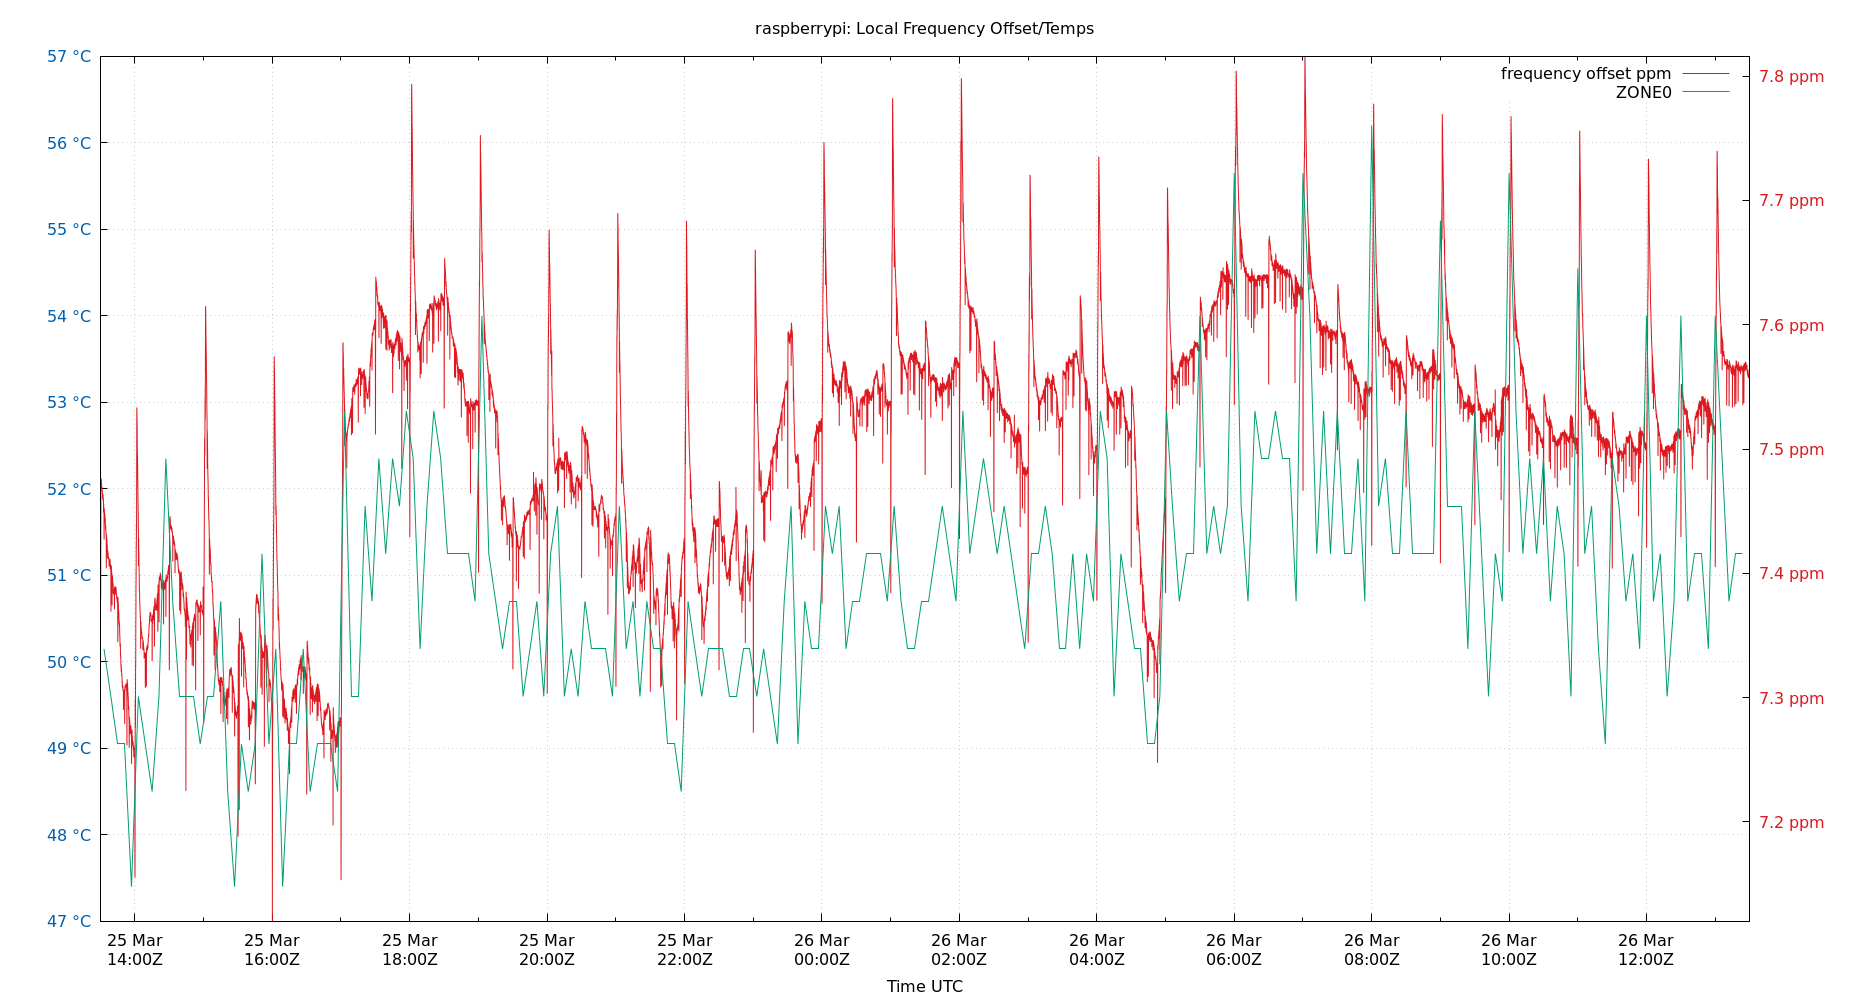 raspberrypi: Local Frequency Offset/Temps
57 °C
56 °C
55 °C
54 °C
53 °C
52 °C
51 °C
50 °C
49 °C
48 °C
47 °C
frequency offset ppm
ZONE0
7.8 ppm
7.7 ppm
7.6 ppm
7.5 ppm
7.4 ppm
7.3 ppm
7.2 ppm
25 Mar 25 Mar 25 Mar 25 Mar 25 Mar 26 Mar 26 Mar 26 Mar 26 Mar 26 Mar 26 Mar 26 Mar
14:00Z 16:00Z 18:00Z 20:00Z 22:00Z 00:00Z 02:00Z 04:00Z 06:00Z 08:00Z 10:00Z 12:00Z
Time UTC